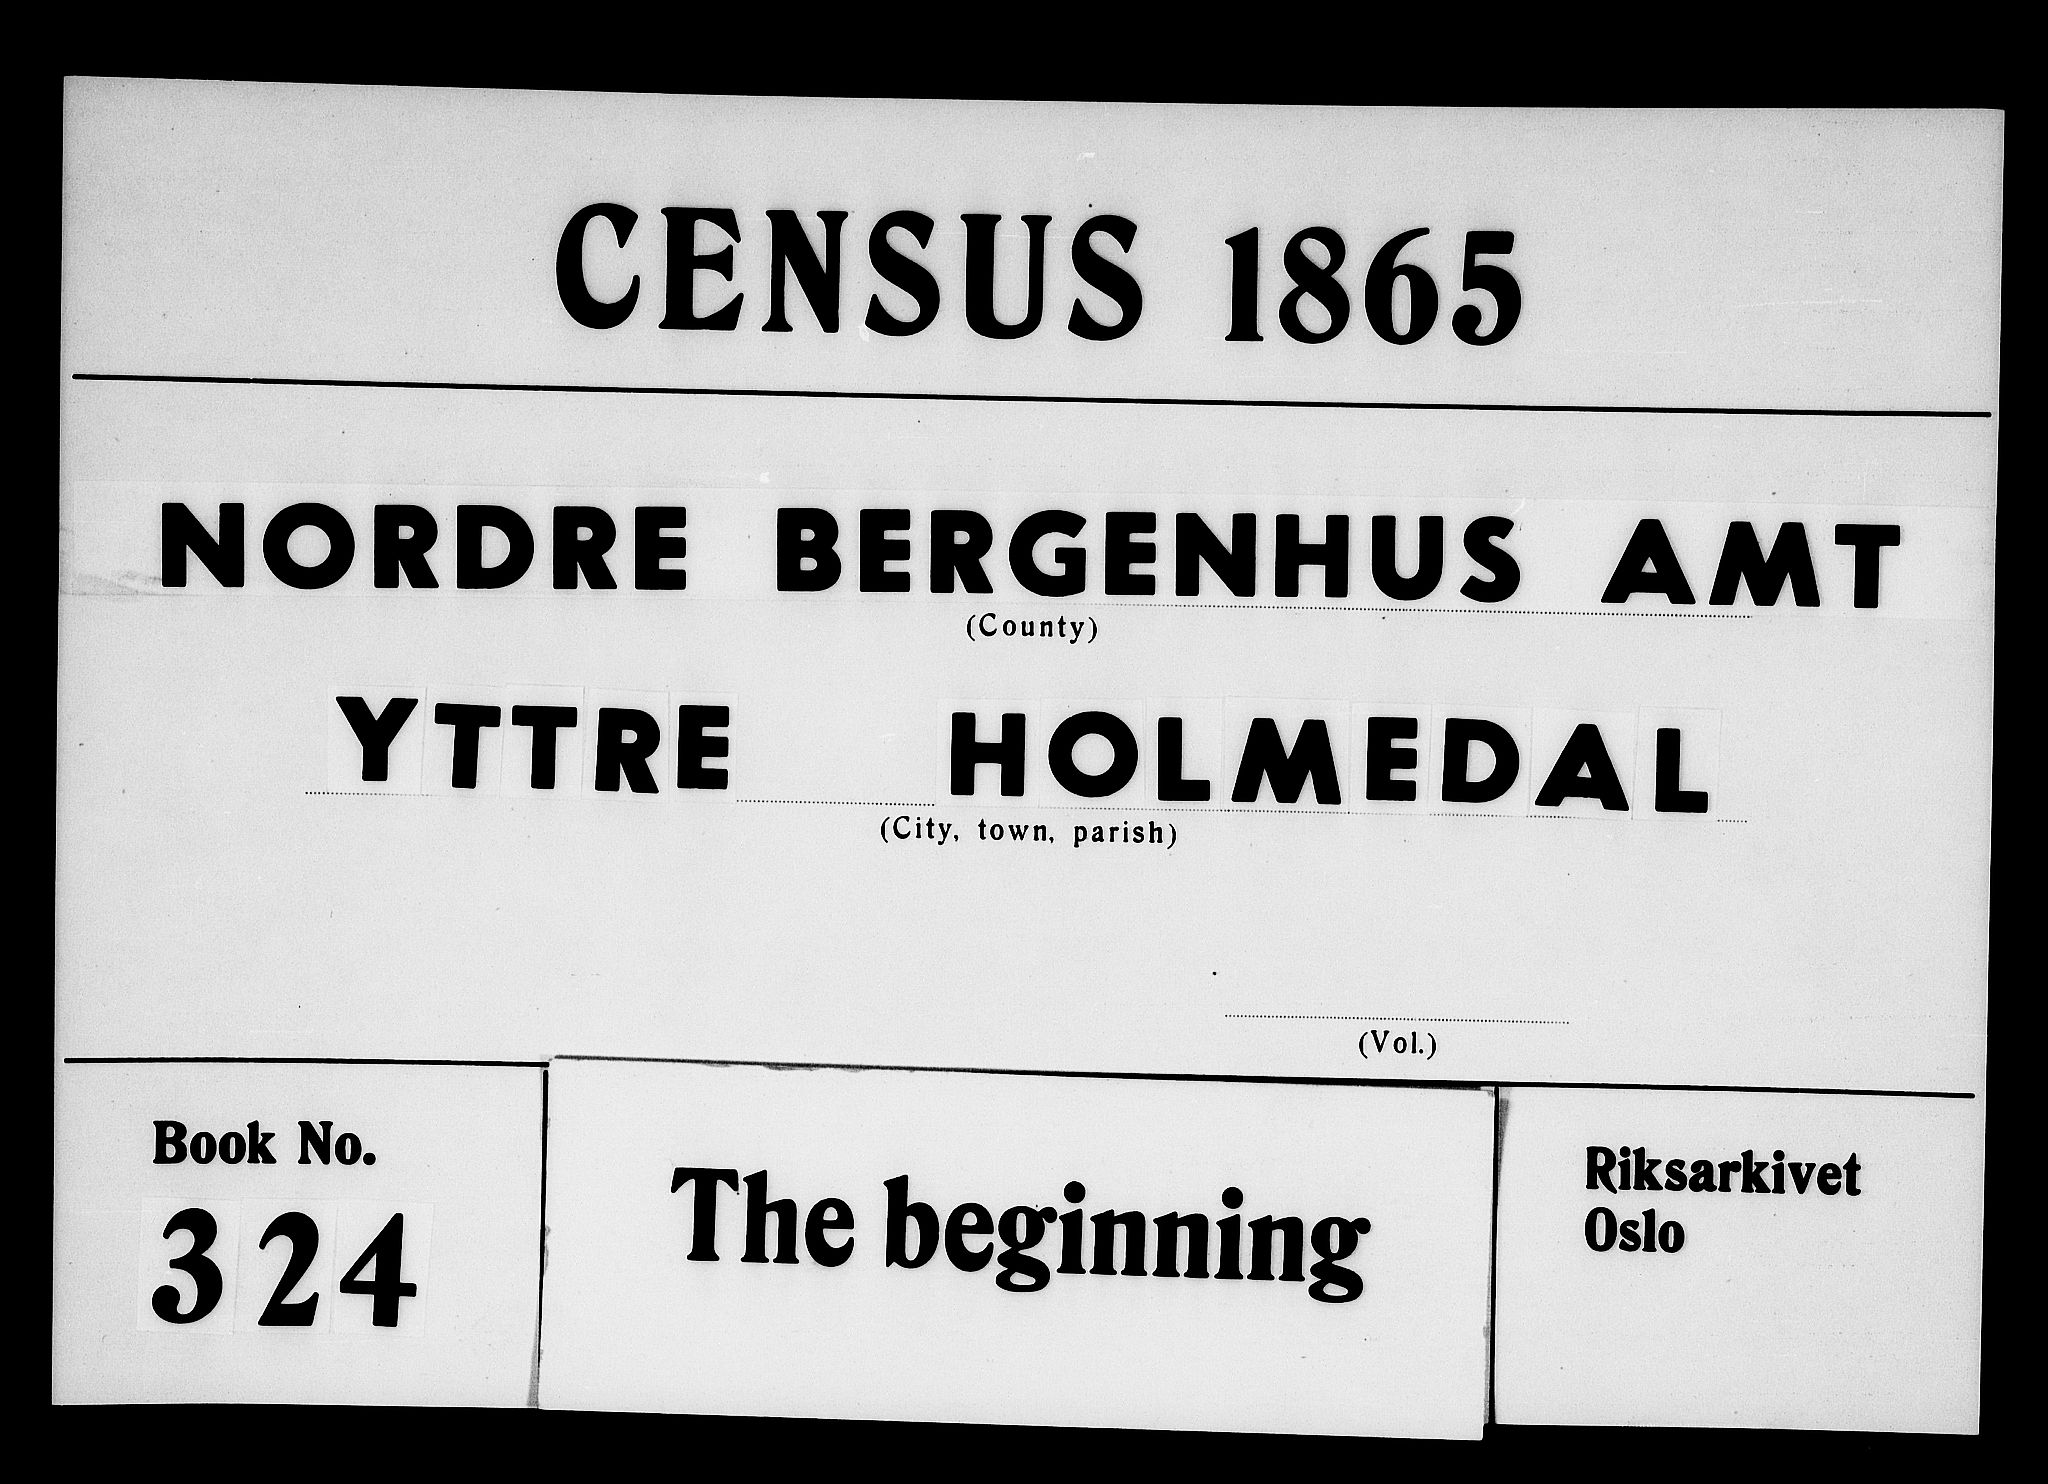 CENSUS 1865
NORDRE BERGENHUS AMT
(County)
YTTRE HOLMEDAL
(City, town, parish)
(Vol.)
Book No.
324
The beginning
Riksarkivet
Oslo